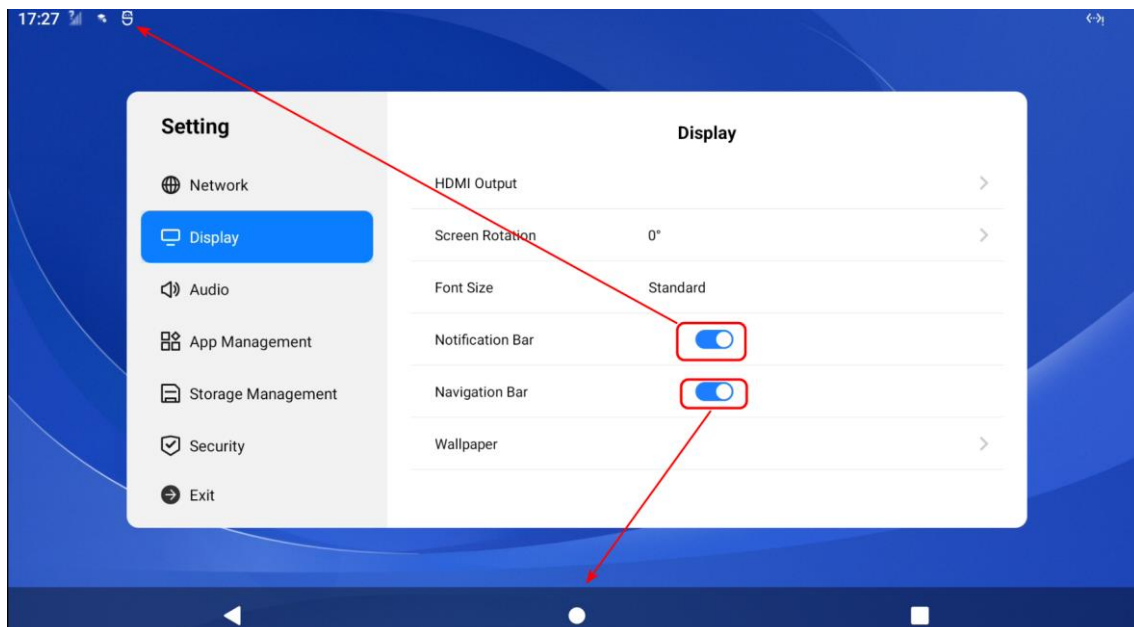 17:27
Setting
Display
Network
HDMI Output
Display
Screen Rotation 0°
Audio
Font Size Standard
App Management
Notification Bar
Storage Management
Navigation Bar
Security
Wallpaper
Exit